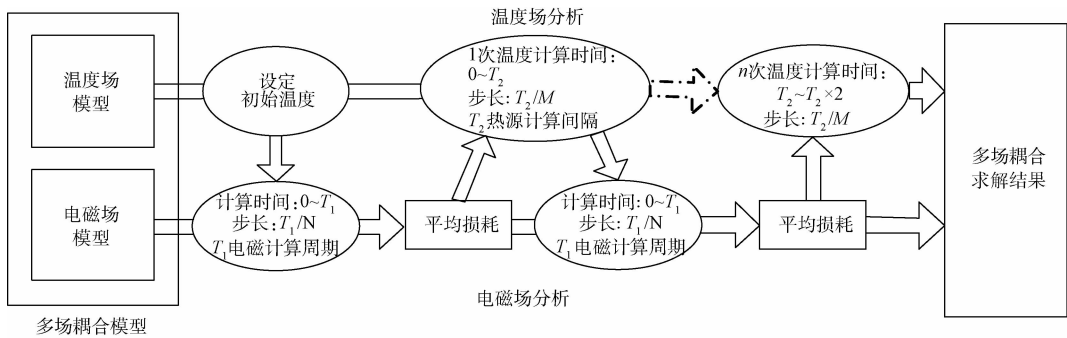 温度场分析
温度场
模型
设定
初始温度
1次温度计算时间：
0~T₂
步长：T₂/M
T₂热源计算间隔
n次温度计算时间：
T₂~T₂×2
步长：T₂/M
电磁场
模型
计算时间：0~T₁
步长：T₁/N
T₁电磁计算周期
平均损耗
计算时间：0~T₁
步长：T₁/N
T₁电磁计算周期
平均损耗
多场耦合
求解结果
电磁场分析
多场耦合模型